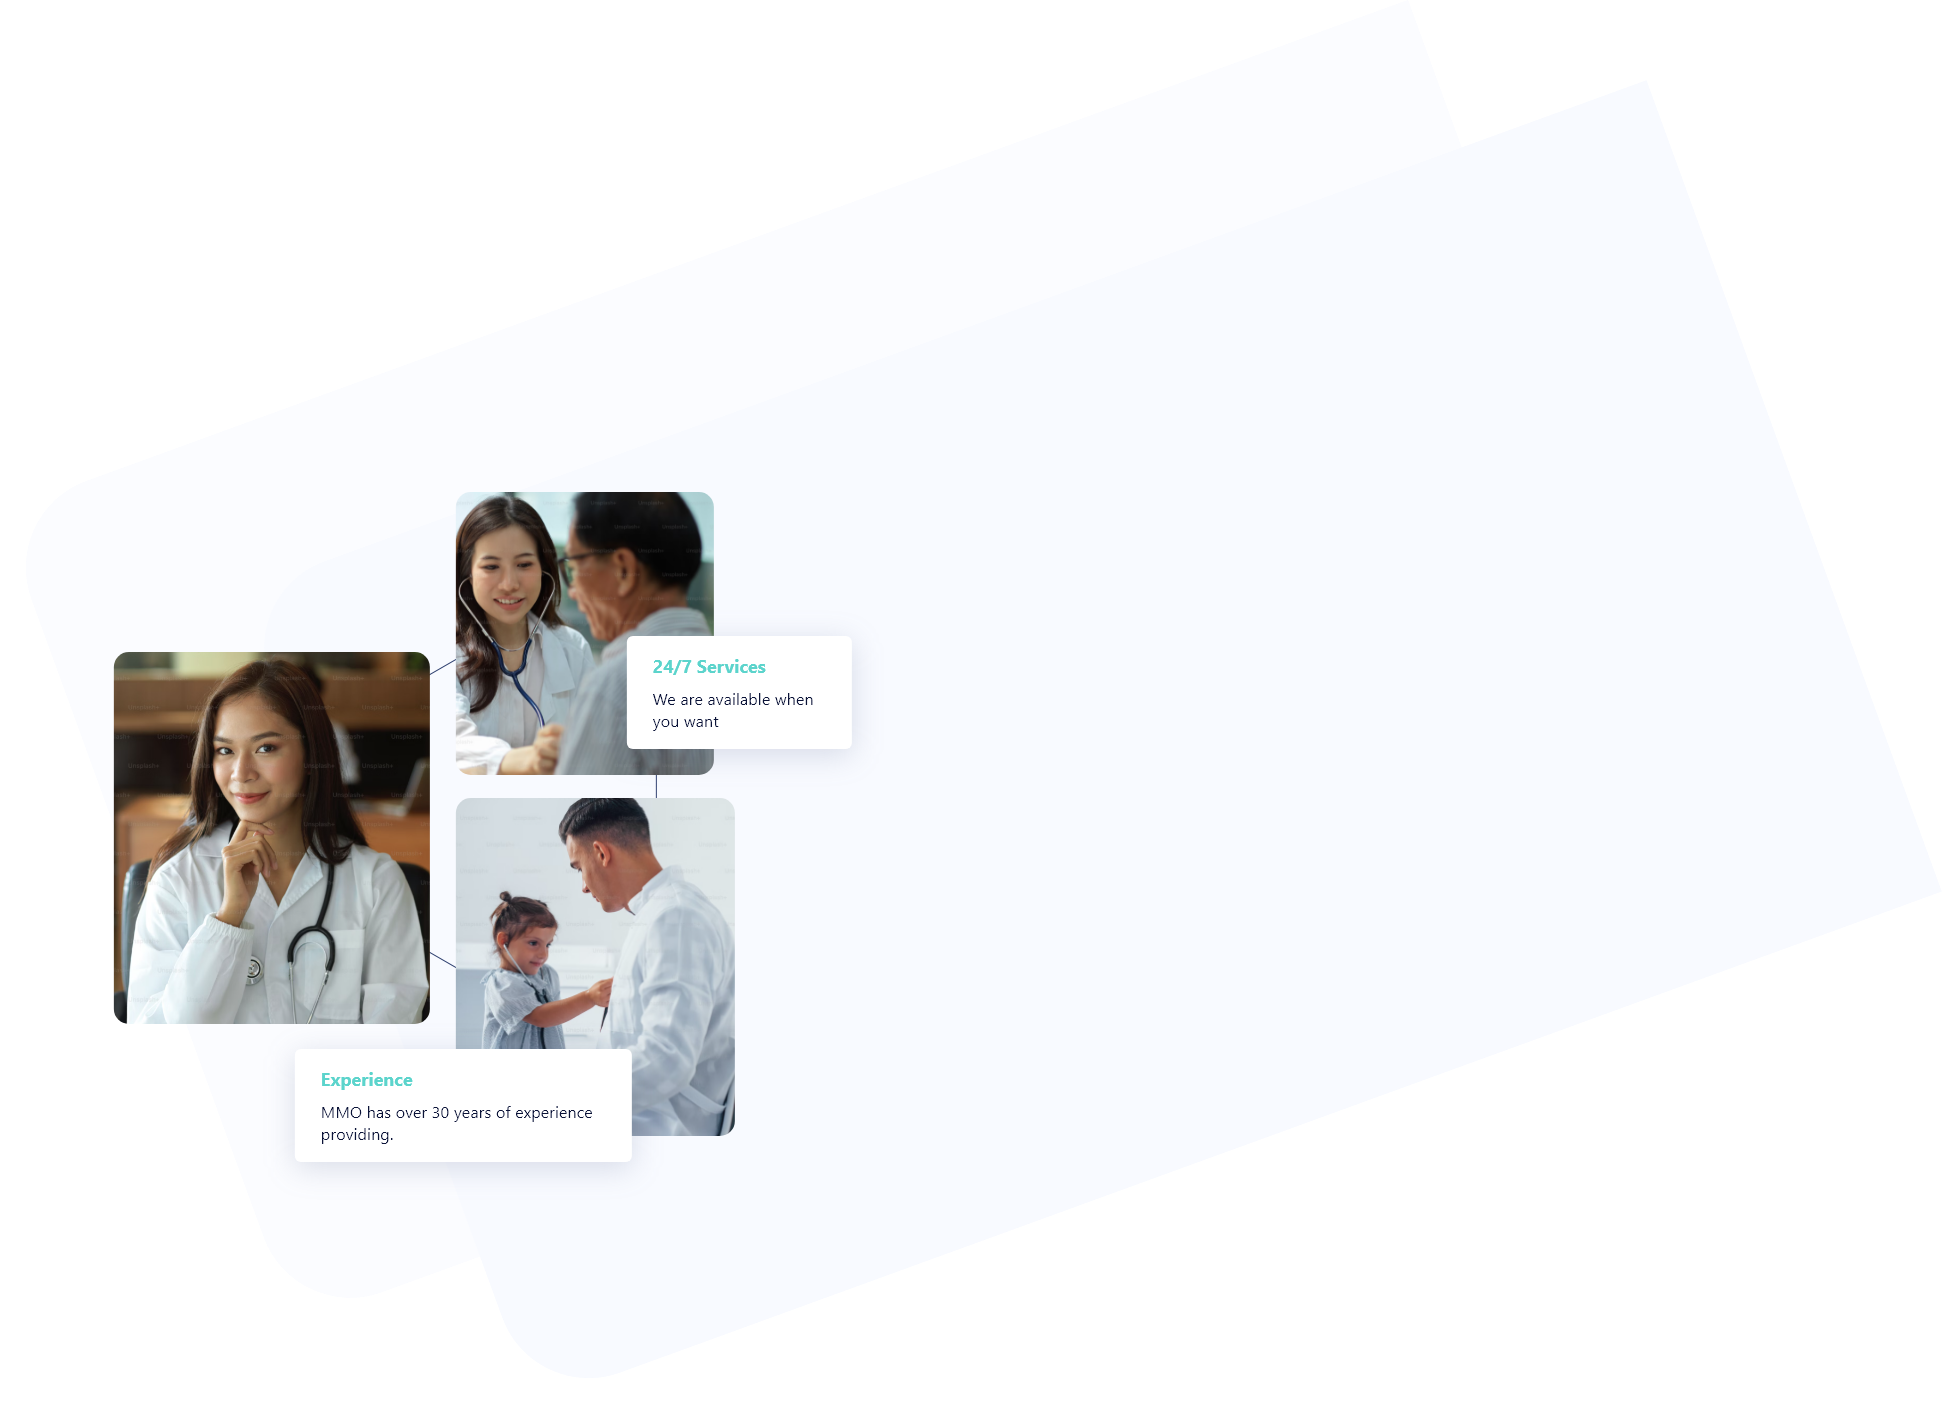 24/7 Services
We are available when
you want
Experience
MMO has over 30 years of experience
providing.